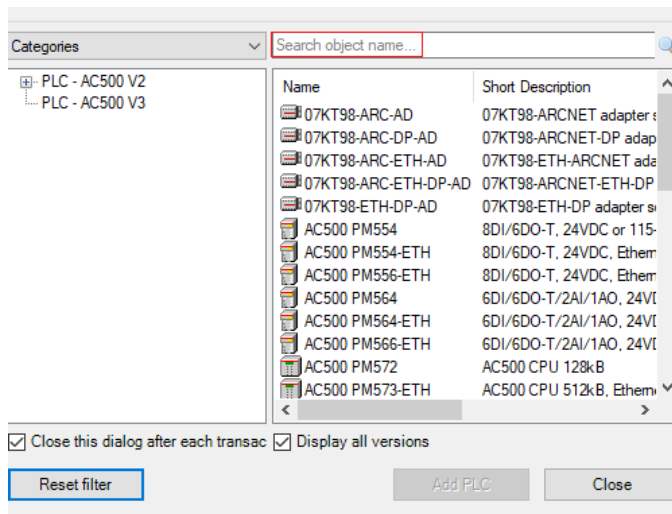 Categories
Search object name...
PLC - AC500 V2
PLC - AC500 V3
Name Short Description
07KT98-ARC-AD 07KT98-ARCNET adapter
07KT98-ARC-DP-AD 07KT98-ARCNET-DP adap
07KT98-ARC-ETH-AD 07KT98-ETH-ARCNET ada
07KT98-ARC-ETH-DP-AD 07KT98-ARCNET-ETH-DP
07KT98-ETH-DP-AD 07KT98-ETH-DP adapter
AC500 PM554 8DI/6DO-T, 24VDC or 115-
AC500 PM554-ETH 8DI/6DO-T, 24VDC, Ethern
AC500 PM556-ETH 8DI/6DO-T, 24VDC, Ethern
AC500 PM564 6DI/6DO-T/2AI/1AO, 24V
AC500 PM564-ETH 6DI/6DO-T/2AI/1AO, 24V
AC500 PM566-ETH 6DI/6DO-T/2AI/1AO, 24V
AC500 PM572 AC500 CPU 128kB
AC500 PM573-ETH AC500 CPU 512kB, Ethern
Close this dialog after each transac Display all versions
Reset filter Add PLC Close